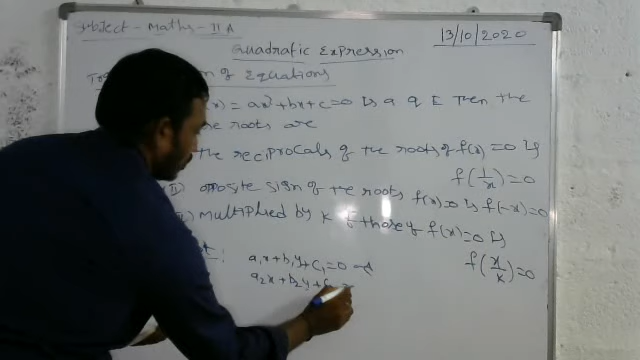 Subject - Maths - II A
13/10/2020
Quadratic Expression
of Equations
(x) = ax² + bx + c = 0 is a Q E Then the
roots are
the reciprocals of the roots of f(x) = 0 is
f(1/x) = 0
(II) opposite sign of the roots f(x) = 0 is f(-x) = 0
multiplied by K of those of f(x) = 0 is
f(x/K) = 0
a₁x + b₁y + c₁ = 0 and
a₂x + b₂y + c